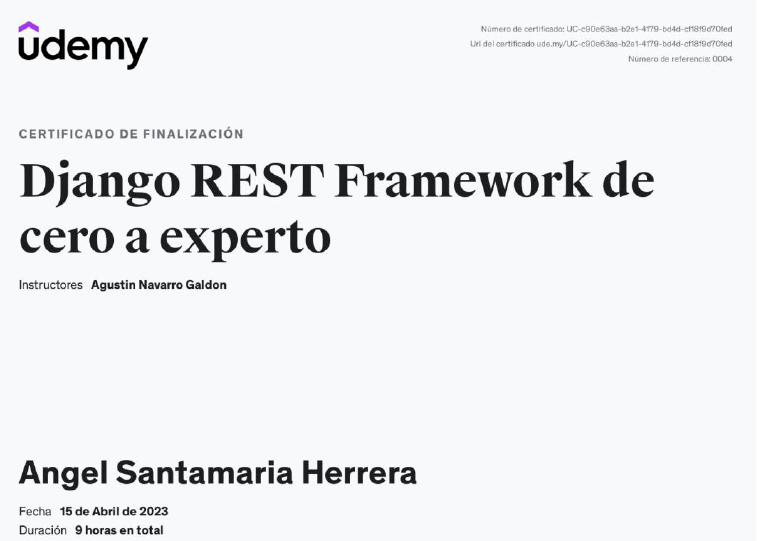 udemy
Número de certificado: UC-c90e63aa-b2e1-4179-bd4d-cf18f9d70fed
Url del certificado ude.my/UC-c90e63aa-b2e1-4179-bd4d-cf18f9d70fed
Número de referencia: 0004
CERTIFICADO DE FINALIZACIÓN
Django REST Framework de
cero a experto
Instructores Agustin Navarro Galdon
Angel Santamaria Herrera
Fecha 15 de Abril de 2023
Duración 9 horas en total